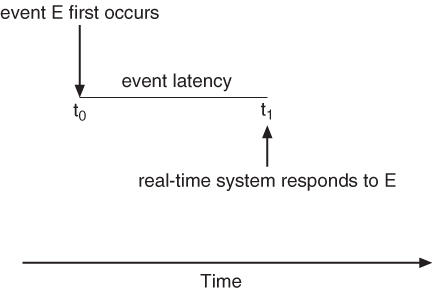 event E first occurs
event latency
t₀ t₁
real-time system responds to E
Time